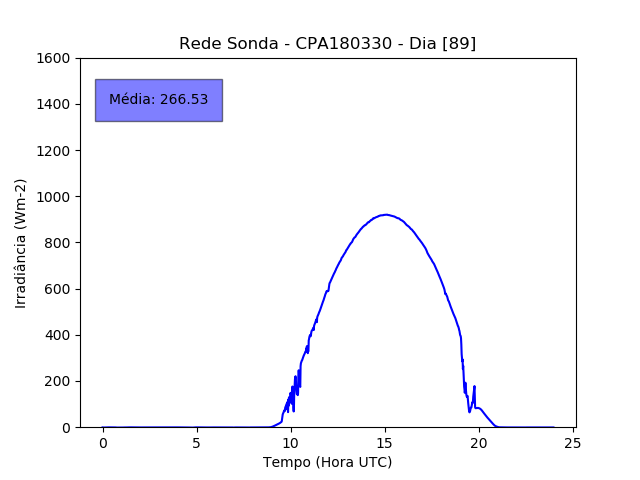 Rede Sonda - CPA180330 - Dia [89]
1600
1400
1200
1000
800
600
400
200
0
Média: 266.53
Irradiância (Wm-2)
0 5 10 15 20 25
Tempo (Hora UTC)